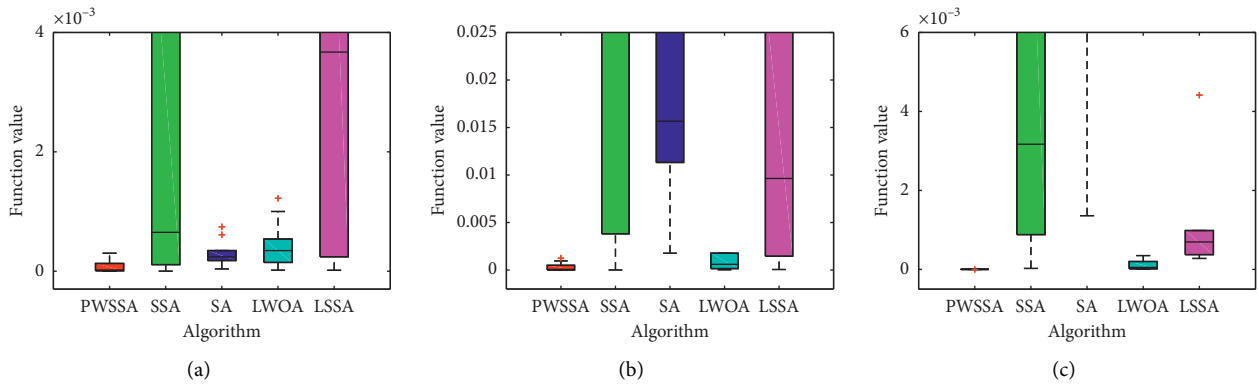 ×10−3
4
2
0
Function value
PWSSA SSA SA LWOA LSSA
Algorithm
(a)
0.025
0.02
0.015
0.01
0.005
0
Function value
PWSSA SSA SA LWOA LSSA
Algorithm
(b)
×10−3
6
4
2
0
Function value
PWSSA SSA SA LWOA LSSA
Algorithm
(c)